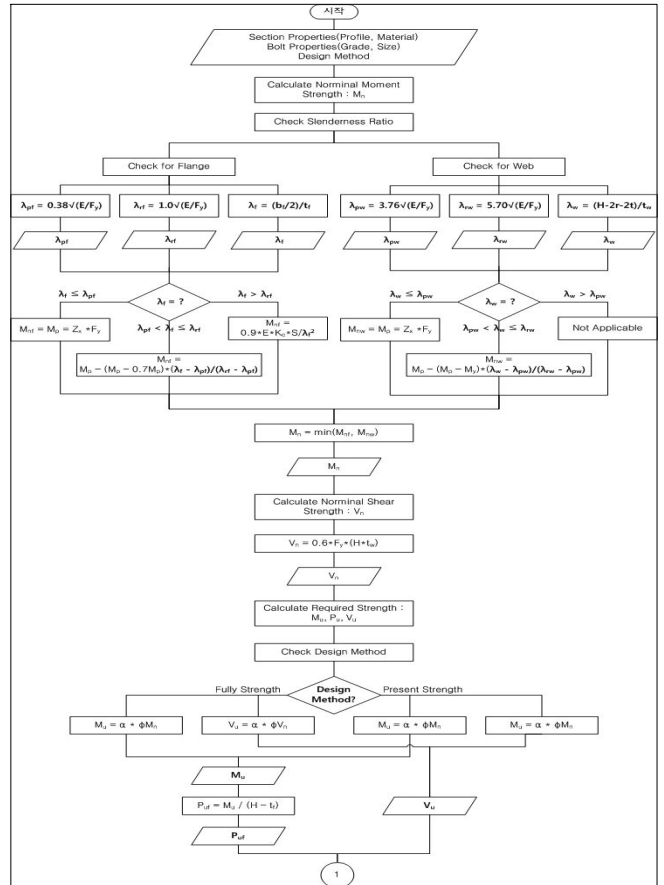 시작
Section Properties(Profile, Material)
Bolt Properties(Grade, Size)
Design Method
Calculate Norminal Moment
Strength : Mₙ
Check Slenderness Ratio
Check for Flange
Check for Web
λpf = 0.38√(E/Fy)
λrf = 1.0√(E/Fy)
λf = (bf/2)/tf
λpw = 3.76√(E/Fy)
λrw = 5.70√(E/Fy)
λw = (H-2r-2t)/tw
λpf
λrf
λf
λpw
λrw
λw
λf ≤ λpf
λf = ?
λf > λrf
λw ≤ λpw
λw = ?
λw > λpw
Mnf = Mp = Zx *Fy
λpf < λf ≤ λrf
Mnf =
0.9*E*Kc*S/λf²
Mnw = Mp = Zx *Fy
λpw < λw ≤ λrw
Not Applicable
Mnf =
Mp − (Mp − 0.7Mp)*(λf - λpf)/(λrf - λpf)
Mnw =
Mp − (Mp − My)*(λw - λpw)/(λrw - λpw)
Mn = min(Mnf, Mnw)
Mn
Calculate Norminal Shear
Strength : Vn
Vn = 0.6*Fy*(H*tw)
Vn
Calculate Required Strength :
Mu, Pu, Vu
Check Design Method
Fully Strength
Design
Method?
Present Strength
Mu = α * ϕMn
Vu = α * ϕVn
Mu = α * ϕMn
Mu = α * ϕMn
Mu
Puf = Mu / (H− tf)
Vu
Puf
1